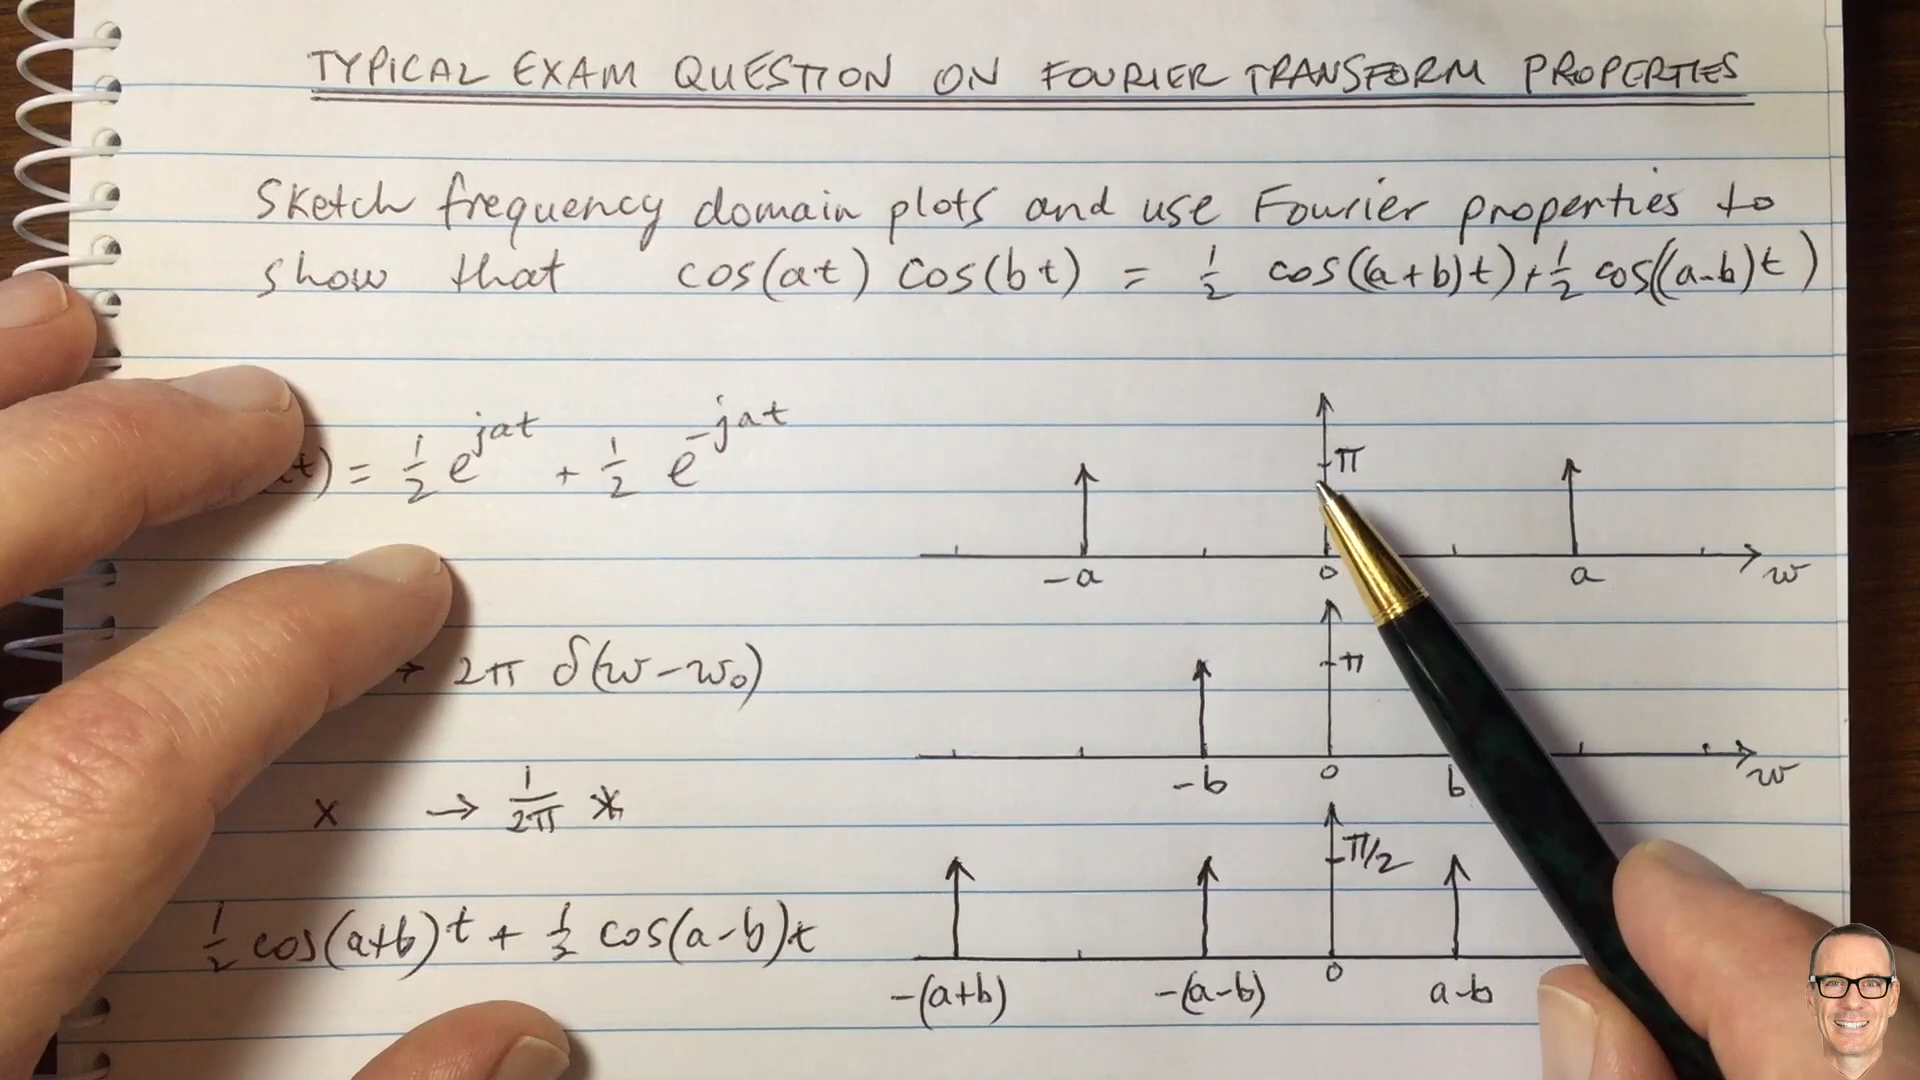 TYPICAL EXAM QUESTION ON FOURIER TRANSFORM PROPERTIES
Sketch frequency domain plots and use Fourier properties to
show that cos(at) cos(bt) = 1/2 cos((a+b)t) + 1/2 cos((a-b)t)
t) = 1/2 e^jat + 1/2 e^-jat
π
-a 0 a w
→ 2π δ(w-w₀)
π
-b 0 b w
x → 1/2π *
π/2
1/2 cos(a+b)t + 1/2 cos(a-b)t
-(a+b) -(a-b) 0 a-b